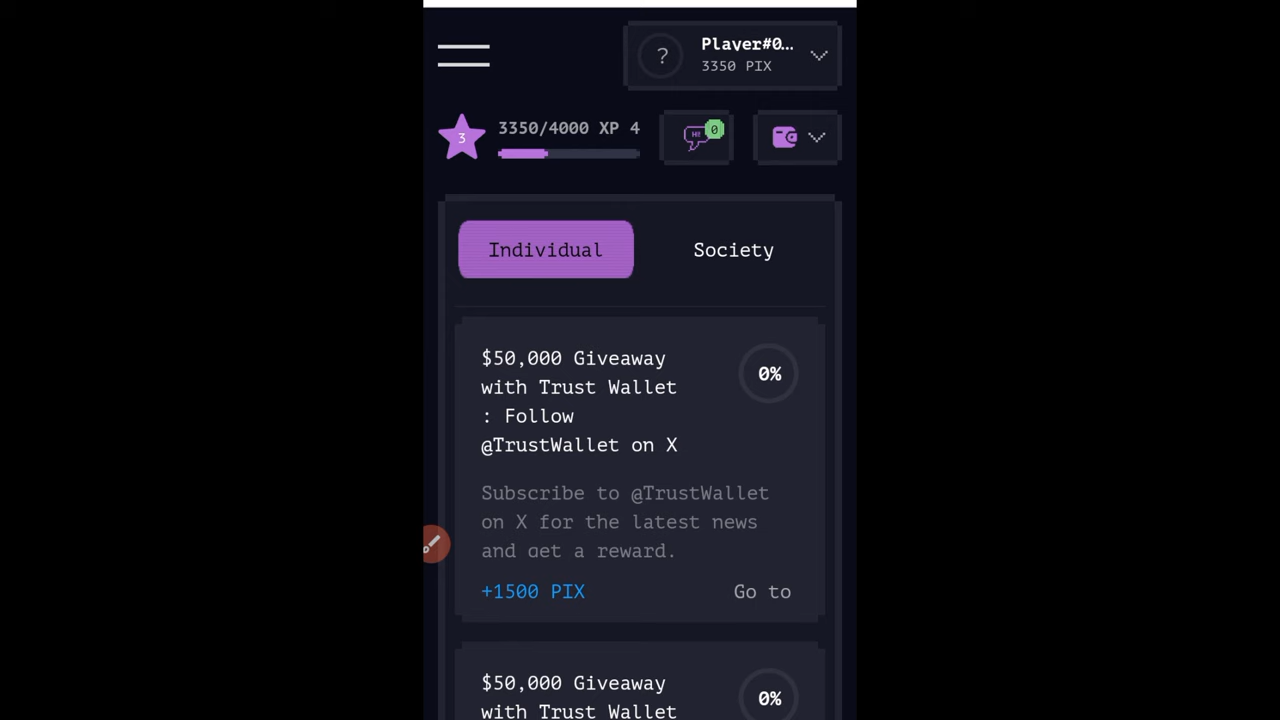 ?
Player#0...
3350 PIX
3
3350/4000 XP 4
HI!
0
Individual
Society
$50,000 Giveaway
with Trust Wallet
: Follow
@TrustWallet on X
0%
Subscribe to @TrustWallet
on X for the latest news
and get a reward.
+1500 PIX
Go to
$50,000 Giveaway
with Trust Wallet
0%